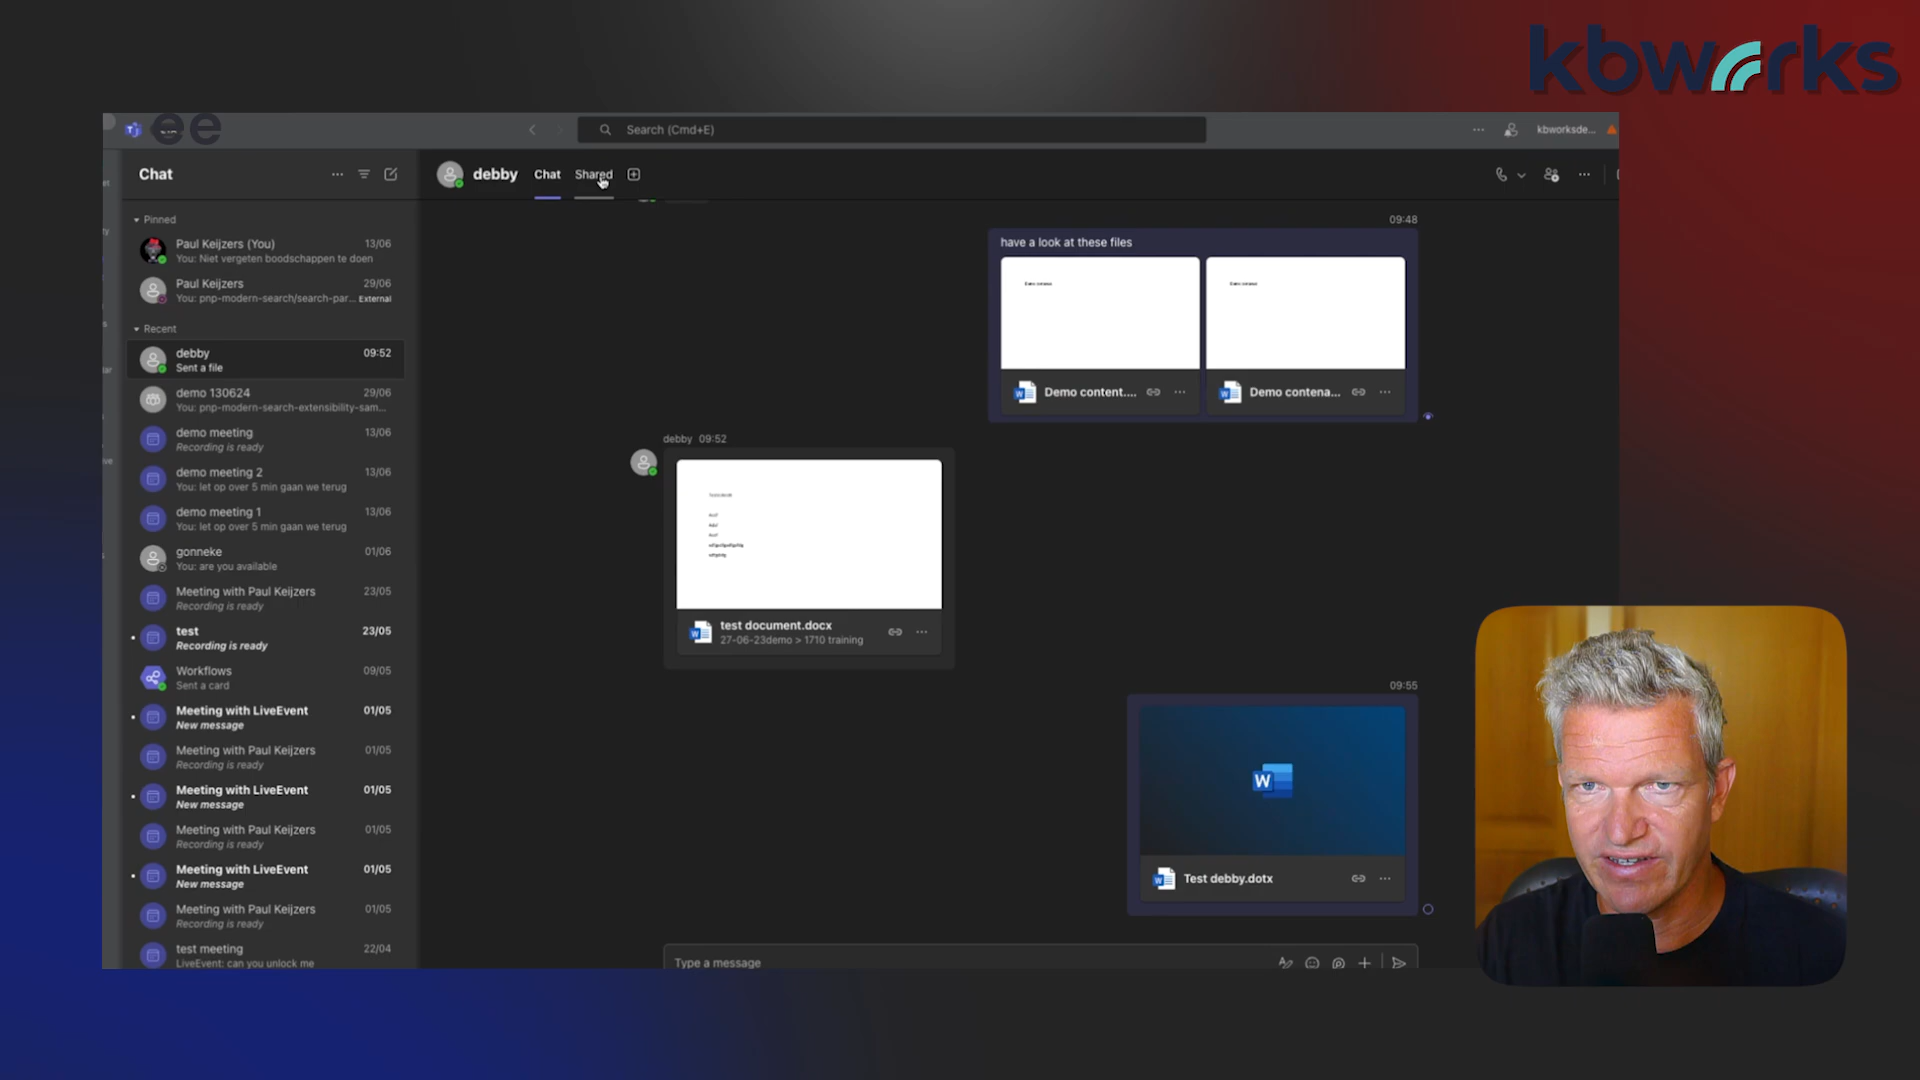 kbworks
ee
Search (Cmd+E)
kbworksde...
Chat
debby
Chat
Shared
Pinned
Paul Keijzers (You)
13/06
You: Niet vergeten boodschappen te doen
Paul Keijzers
29/06
You: pnp-modern-search/search-par...
External
Recent
debby
09:52
Sent a file
demo 130624
29/06
You: pnp-modern-search-extensibility-sam...
demo meeting
13/06
Recording is ready
demo meeting 2
13/06
You: let op over 5 min gaan we terug
demo meeting 1
13/06
You: let op over 5 min gaan we terug
gonneke
01/06
You: are you available
Meeting with Paul Keijzers
23/05
Recording is ready
test
23/05
Recording is ready
Workflows
09/05
Sent a card
Meeting with LiveEvent
01/05
New message
Meeting with Paul Keijzers
01/05
Recording is ready
Meeting with LiveEvent
01/05
New message
Meeting with Paul Keijzers
01/05
Recording is ready
Meeting with LiveEvent
01/05
New message
Meeting with Paul Keijzers
01/05
Recording is ready
test meeting
22/04
LiveEvent: can you unlock me
09:48
have a look at these files
Demo content....
Demo contena...
debby 09:52
test document.docx
27-06-23demo > 1710 training
09:55
W
Test debby.dotx
Type a message